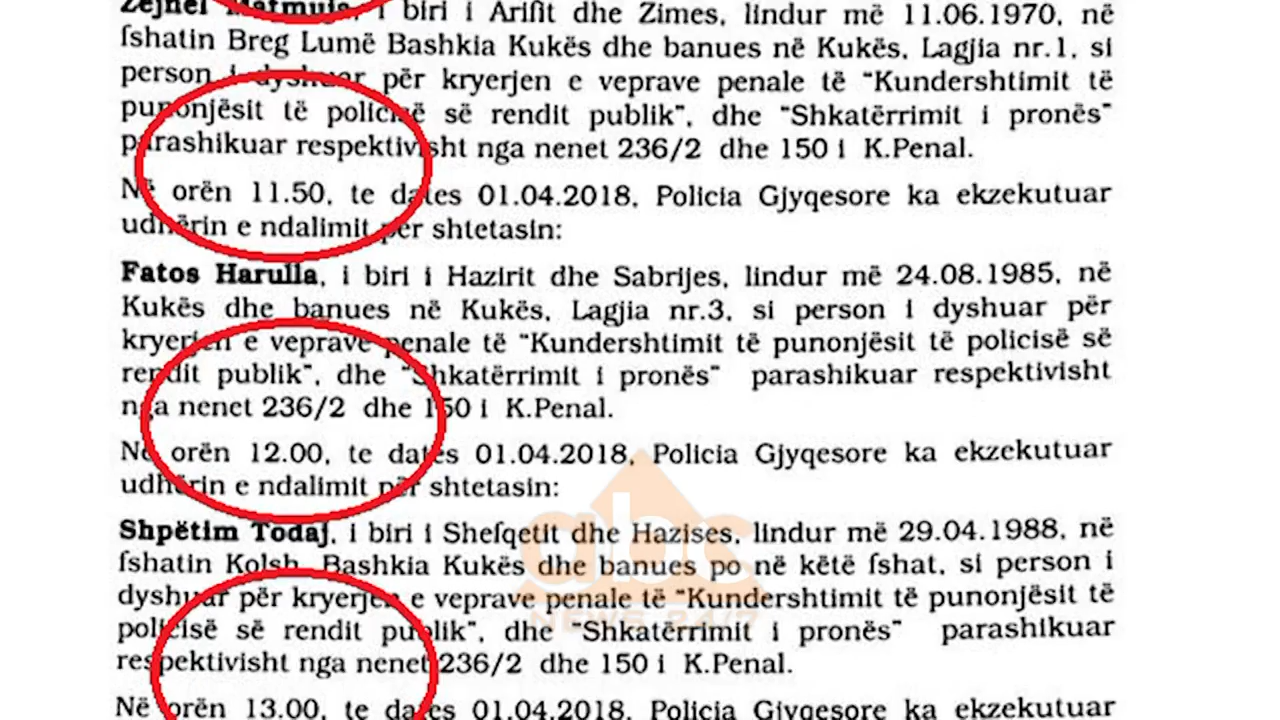 Zejnel Matmuja, i biri i Arifit dhe Zimes, lindur më 11.06.1970, në
fshatin Breg Lumë Bashkia Kukës dhe banues në Kukës, Lagjia nr.1, si
person i dyshuar për kryerjen e veprave penale të "Kundershtimit të
punonjësit të policisë së rendit publik", dhe "Shkatërrimit i pronës"
parashikuar respektivisht nga nenet 236/2 dhe 150 i K.Penal.
Në orën 11.50, te dates 01.04.2018, Policia Gjyqesore ka ekzekutuar
udhërin e ndalimit për shtetasin:
Fatos Harulla, i biri i Hazirit dhe Sabrijes, lindur më 24.08.1985, në
Kukës dhe banues në Kukës, Lagjia nr.3, si person i dyshuar për
kryerjen e veprave penale të "Kundershtimit të punonjësit të policisë së
rendit publik", dhe "Shkatërrimit i pronës" parashikuar respektivisht
nga nenet 236/2 dhe 150 i K.Penal.
Në orën 12.00, te dates 01.04.2018, Policia Gjyqesore ka ekzekutuar
udhërin e ndalimit për shtetasin:
Shpëtim Todaj, i biri i Shefqetit dhe Hazises, lindur më 29.04.1988, në
fshatin Kolsh, Bashkia Kukës dhe banues po në këtë fshat, si person i
dyshuar për kryerjen e veprave penale të "Kundershtimit të punonjësit të
policisë së rendit publik", dhe "Shkatërrimit i pronës" parashikuar
respektivisht nga nenet 236/2 dhe 150 i K.Penal.
Në orën 13.00, te dates 01.04.2018, Policia Gjyqesore ka ekzekutuar
abc
NEWS 24/7